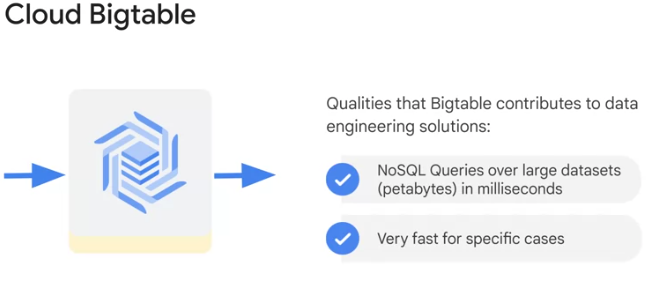 Cloud Bigtable
Qualities that Bigtable contributes to data
engineering solutions:
NoSQL Queries over large datasets
(petabytes) in milliseconds
Very fast for specific cases